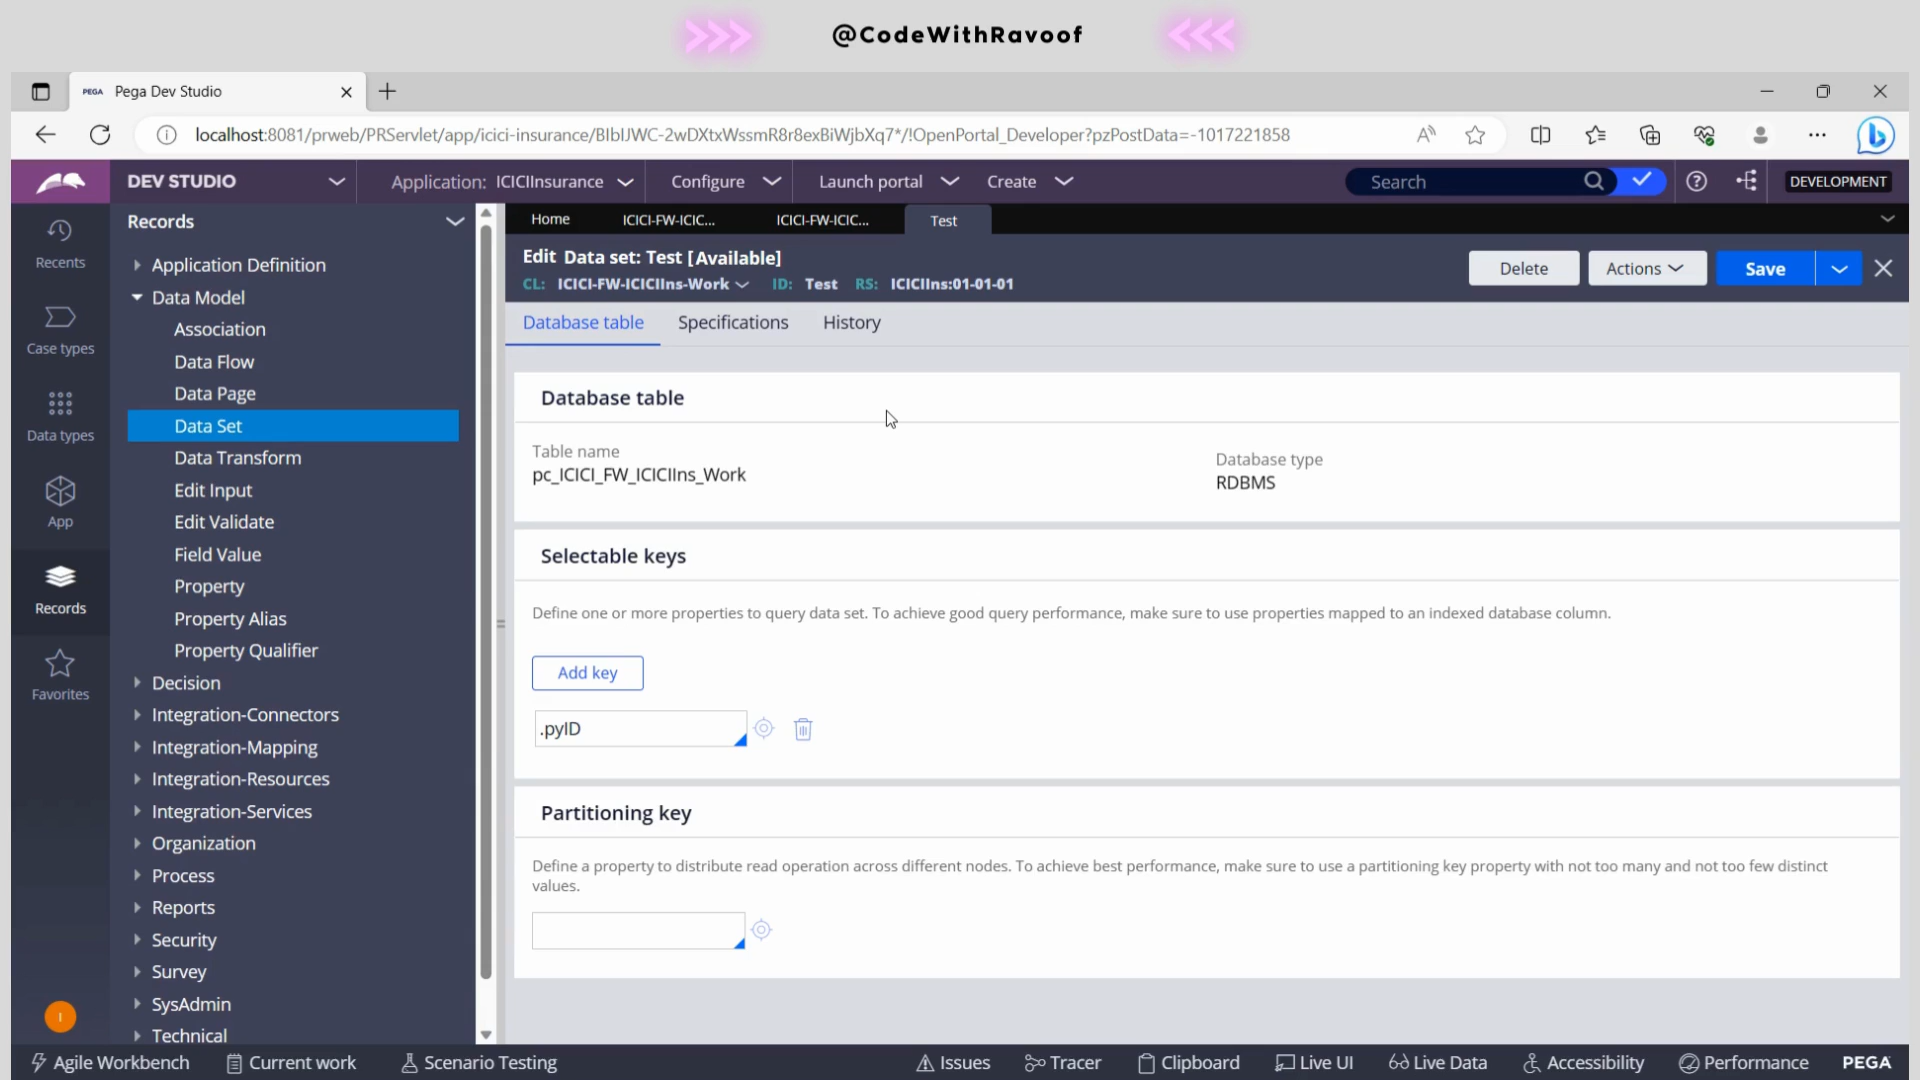 @CodeWithRavoof
PEGA Pega Dev Studio
localhost:8081/prweb/PRServlet/app/icici-insurance/BIbIJWC-2wDXtxWssmR8r8exBiWjbXq7*/!OpenPortal_Developer?pzPostData=-1017221858
DEV STUDIO
Application: ICICIInsurance
Configure
Launch portal
Create
Search
DEVELOPMENT
Recents
Case types
Data types
App
Records
Favorites
I
Records
Application Definition
Data Model
Association
Data Flow
Data Page
Data Set
Data Transform
Edit Input
Edit Validate
Field Value
Property
Property Alias
Property Qualifier
Decision
Integration-Connectors
Integration-Mapping
Integration-Resources
Integration-Services
Organization
Process
Reports
Security
Survey
SysAdmin
Technical
Home
ICICI-FW-ICIC...
ICICI-FW-ICIC...
Test
Edit Data set: Test [Available]
CL: ICICI-FW-ICICIIns-Work ID: Test RS: ICICIIns:01-01-01
Delete
Actions
Save
Database table
Specifications
History
Database table
Table name
pc_ICICI_FW_ICICIIns_Work
Database type
RDBMS
Selectable keys
Define one or more properties to query data set. To achieve good query performance, make sure to use properties mapped to an indexed database column.
Add key
.pyID
Partitioning key
Define a property to distribute read operation across different nodes. To achieve best performance, make sure to use a partitioning key property with not too many and not too few distinct
values.
Agile Workbench
Current work
Scenario Testing
Issues
Tracer
Clipboard
Live UI
Live Data
Accessibility
Performance
PEGA